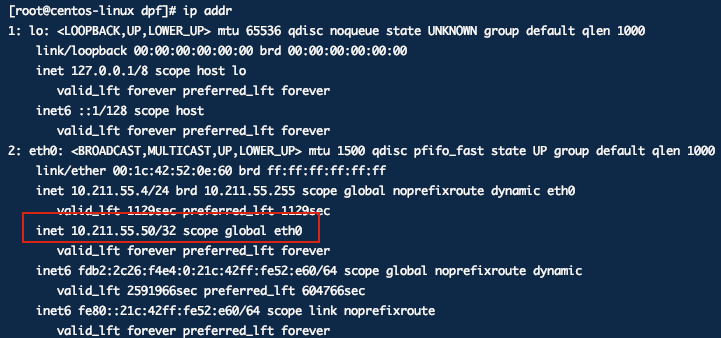 [root@centos-linux dpf]# ip addr
1: lo: <LOOPBACK,UP,LOWER_UP> mtu 65536 qdisc noqueue state UNKNOWN group default qlen 1000
link/loopback 00:00:00:00:00:00 brd 00:00:00:00:00:00
inet 127.0.0.1/8 scope host lo
valid_lft forever preferred_lft forever
inet6 ::1/128 scope host
valid_lft forever preferred_lft forever
2: eth0: <BROADCAST,MULTICAST,UP,LOWER_UP> mtu 1500 qdisc pfifo_fast state UP group default qlen 1000
link/ether 00:1c:42:52:0e:60 brd ff:ff:ff:ff:ff:ff
inet 10.211.55.4/24 brd 10.211.55.255 scope global noprefixroute dynamic eth0
valid_lft 1129sec preferred_lft 1129sec
inet 10.211.55.50/32 scope global eth0
valid_lft forever preferred_lft forever
inet6 fdb2:2c26:f4e4:0:21c:42ff:fe52:e60/64 scope global noprefixroute dynamic
valid_lft 2591966sec preferred_lft 604766sec
inet6 fe80::21c:42ff:fe52:e60/64 scope link noprefixroute
valid_lft forever preferred_lft forever